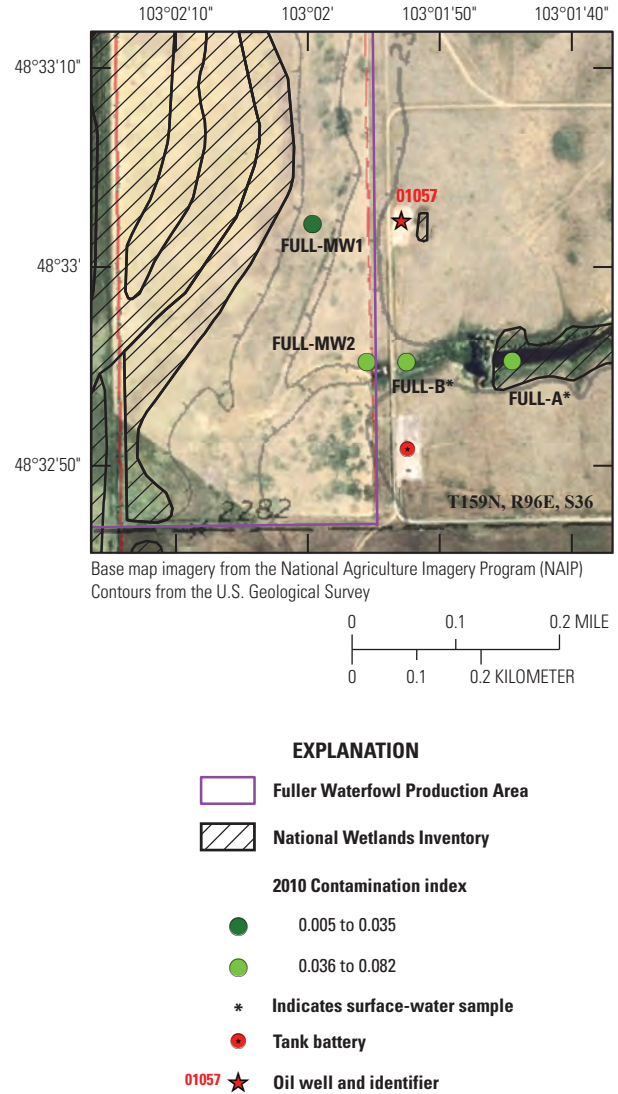 103°02'10" 103°02' 103°01'50" 103°01'40"
48°33'10"
01057
FULL-MW1
48°33'
FULL-MW2
FULL-B*
FULL-A*
48°32'50"
T159N, R96E, S36
2282
Base map imagery from the National Agriculture Imagery Program (NAIP)
Contours from the U.S. Geological Survey
0 0.1 0.2 MILE
0 0.1 0.2 KILOMETER
EXPLANATION
Fuller Waterfowl Production Area
National Wetlands Inventory
2010 Contamination index
0.005 to 0.035
0.036 to 0.082
* Indicates surface-water sample
Tank battery
01057 Oil well and identifier